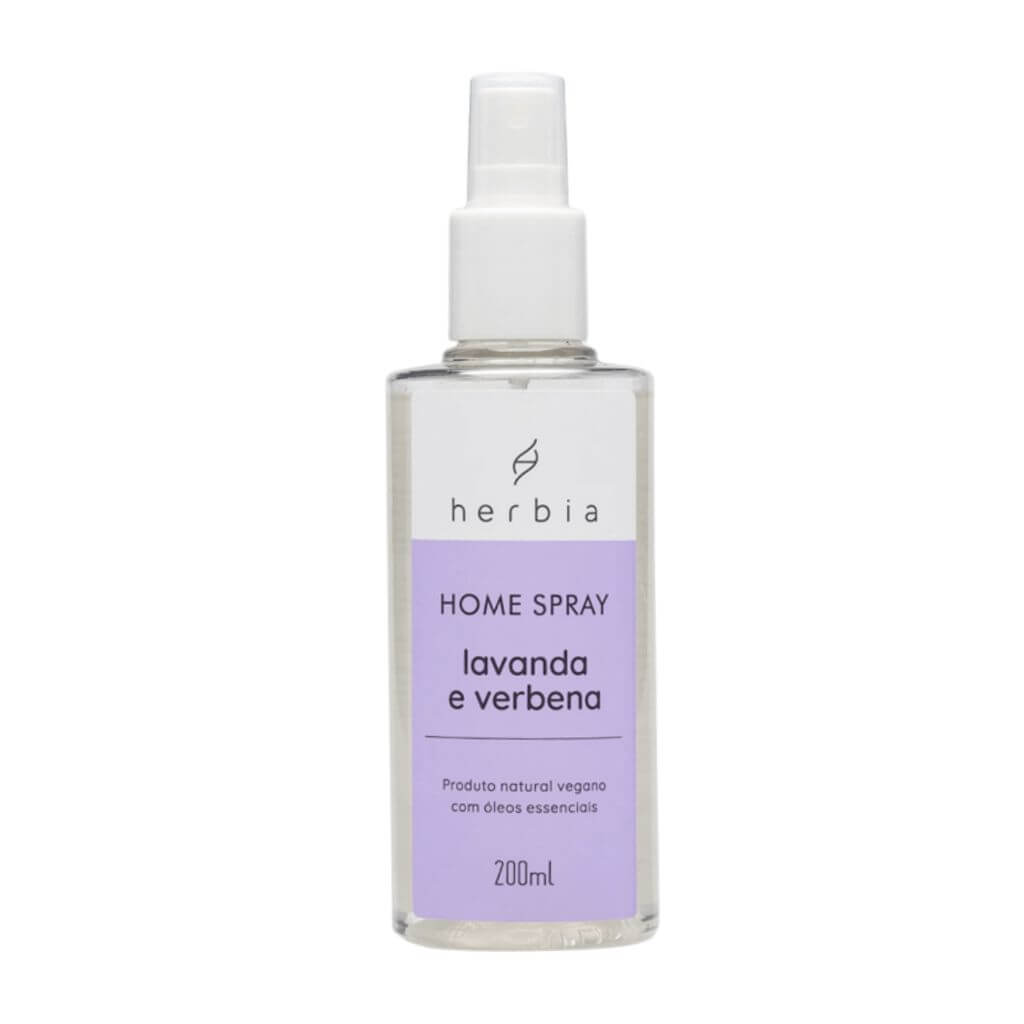 herbia
HOME SPRAY
lavanda
e verbena
Produto natural vegano
com óleos essenciais
200ml